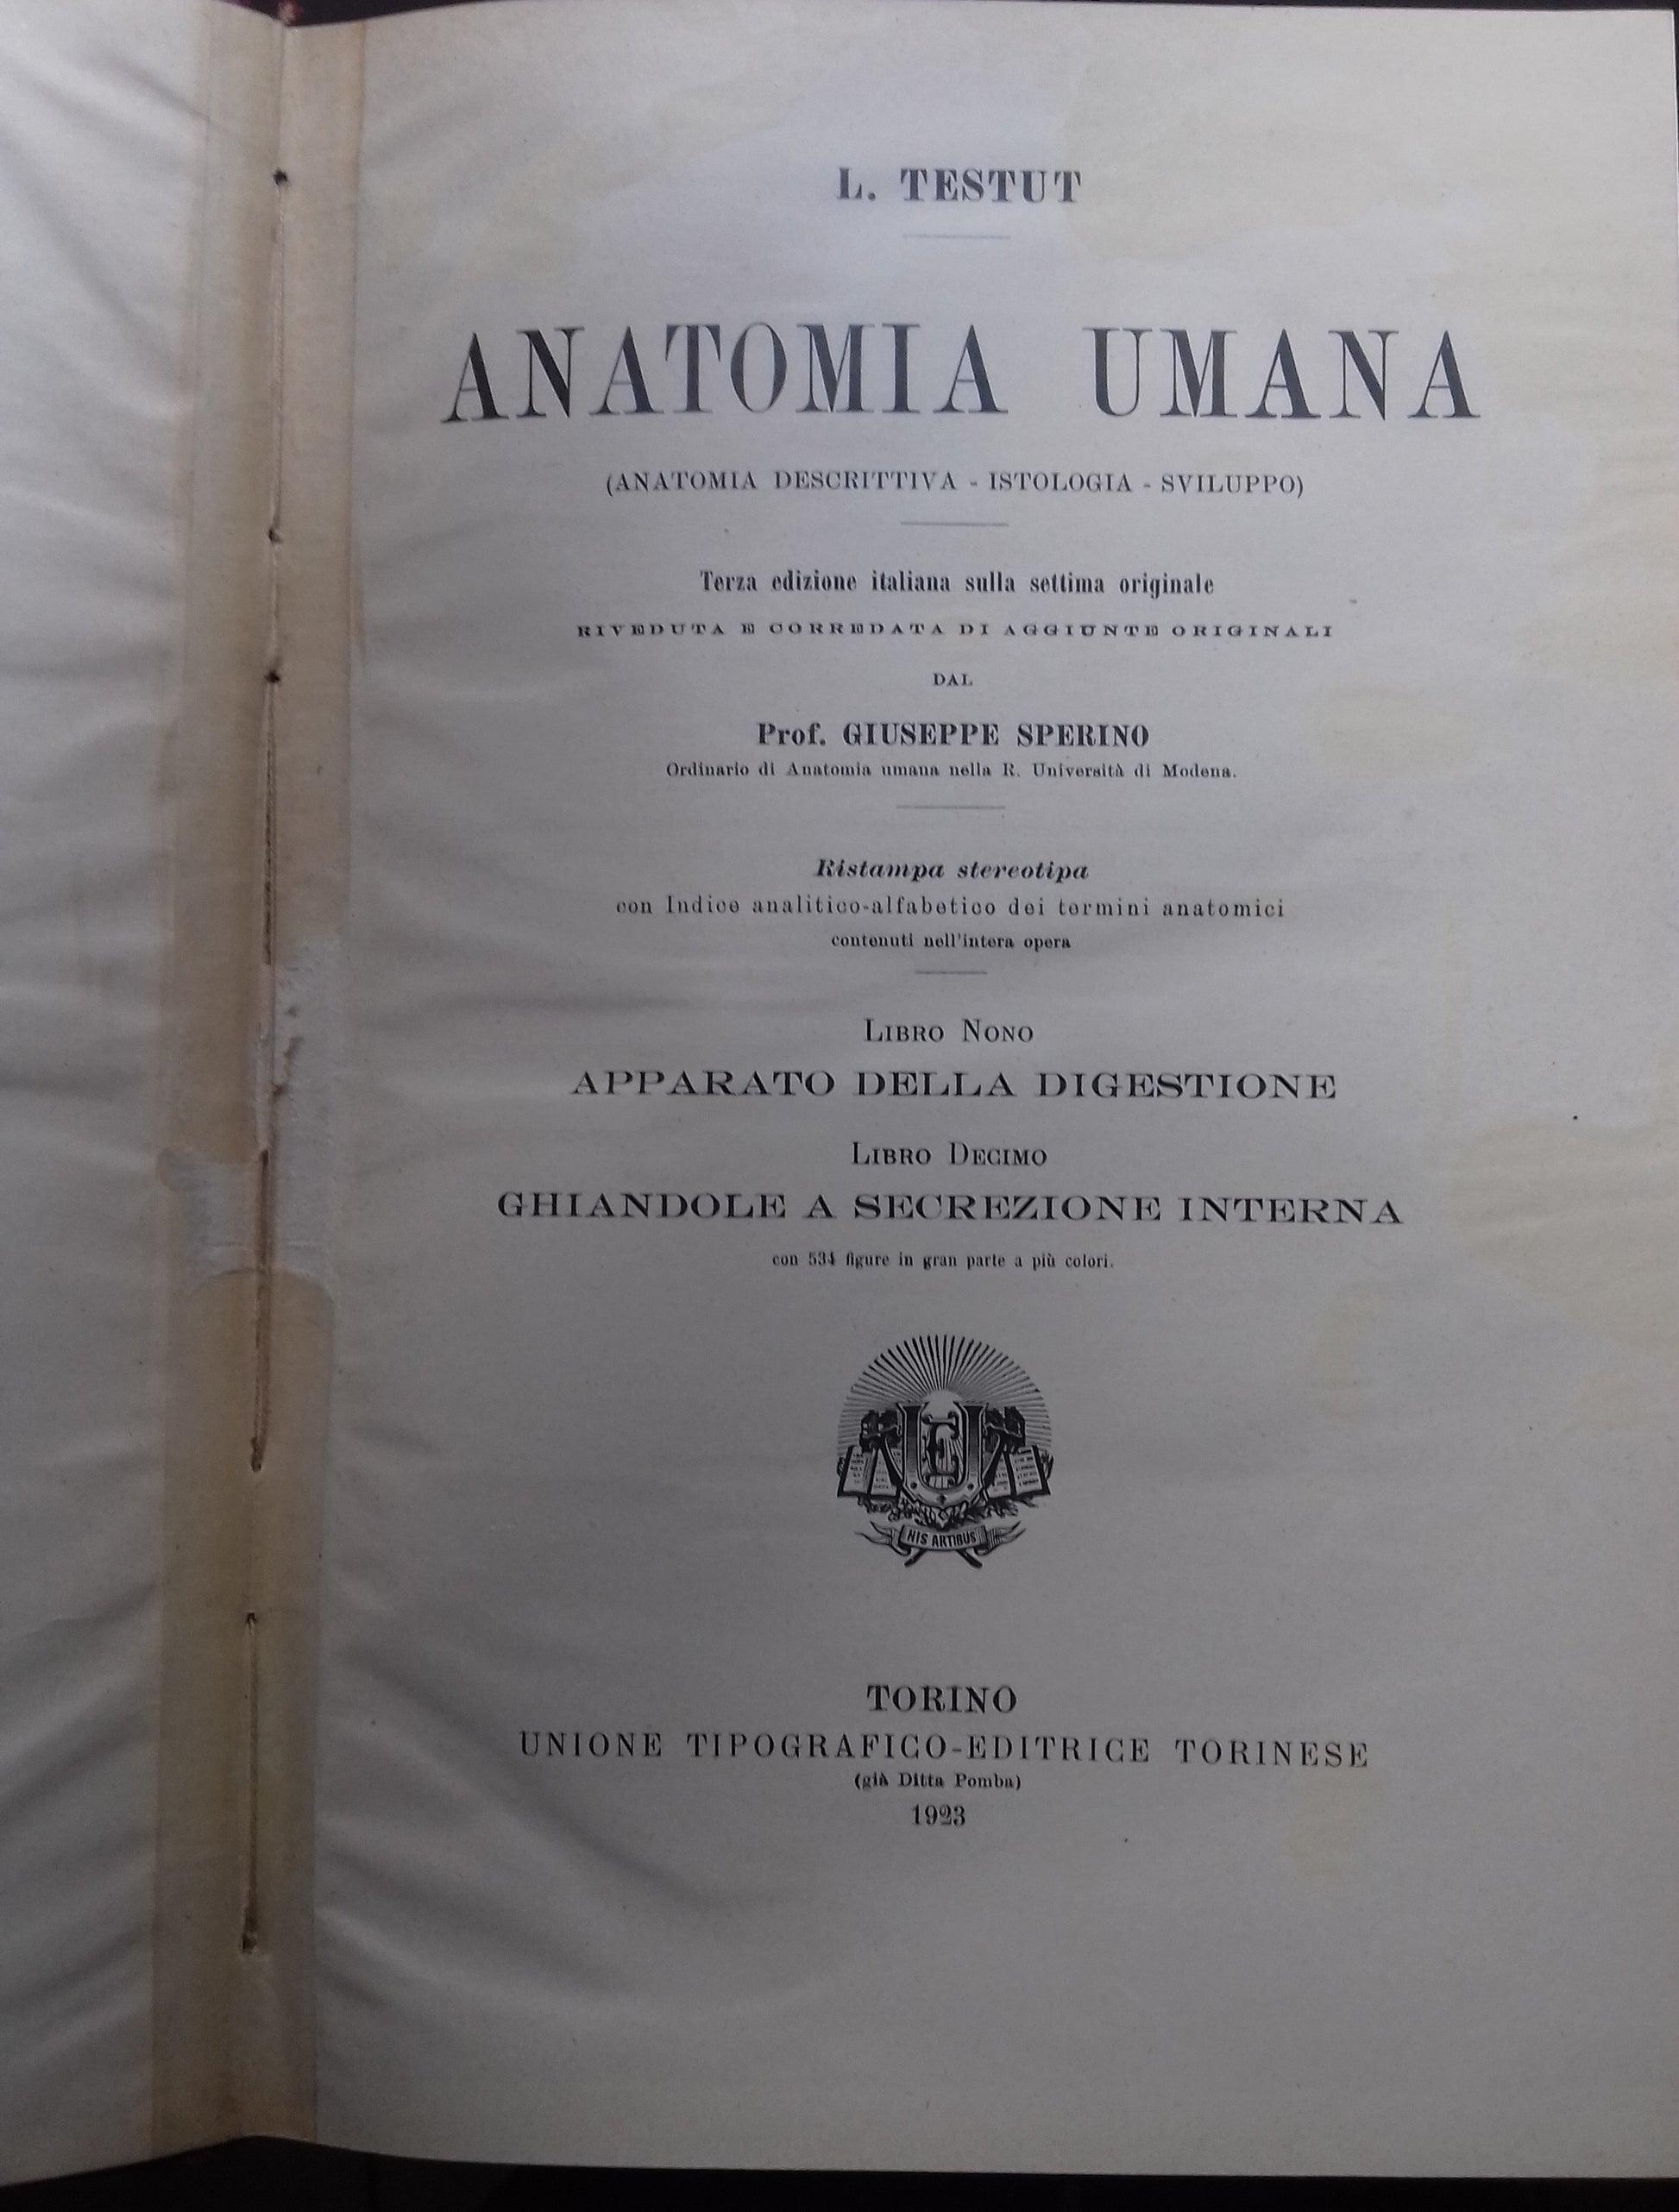 L. TESTUT
ANATOMIA UMANA
(ANATOMIA DESCRITTIVA - ISTOLOGIA - SVILUPPO)
Terza edizione italiana sulla settima originale
RIVEDUTA E CORREDATA DI AGGIUNTE ORIGINALI
DAL
Prof. GIUSEPPE SPERINO
Ordinario di Anatomia umana nella R. Università di Modena.
Ristampa stereotipa
con Indice analitico-alfabetico dei termini anatomici
contenuti nell'intera opera
LIBRO NONO
APPARATO DELLA DIGESTIONE
LIBRO DECIMO
GHIANDOLE A SECREZIONE INTERNA
con 534 figure in gran parte a più colori.
UE
HIS ARTIBUS
TORINO
UNIONE TIPOGRAFICO-EDITRICE TORINESE
(già Ditta Pomba)
1923